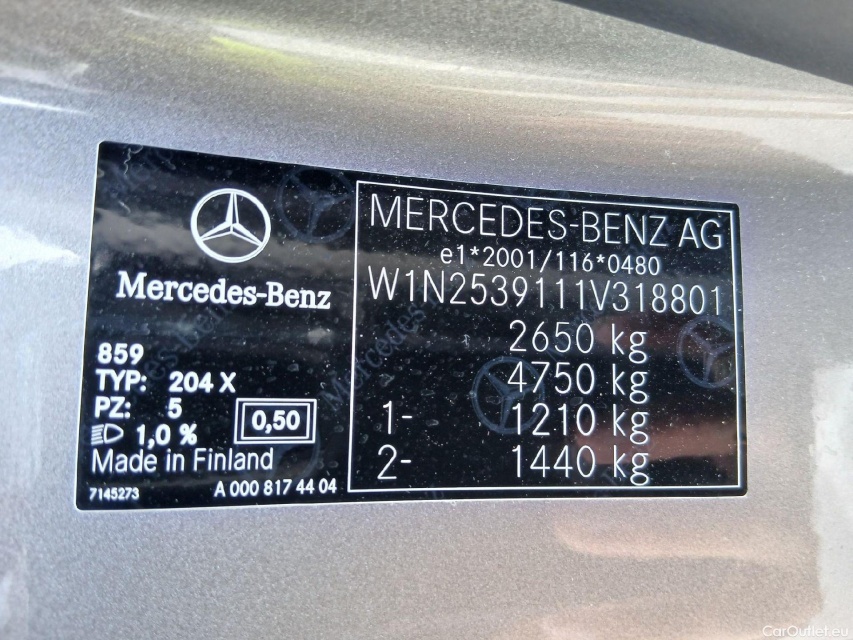 Mercedes-Benz
859
TYP: 204 X
PZ: 5
1,0 %
0,50
Made in Finland
7145273
A 000 817 44 04
MERCEDES-BENZ AG
e1*2001/116*0480
W1N2539111V318801
2650 kg
4750 kg
1- 1210 kg
2- 1440 kg
CarOutlet.eu